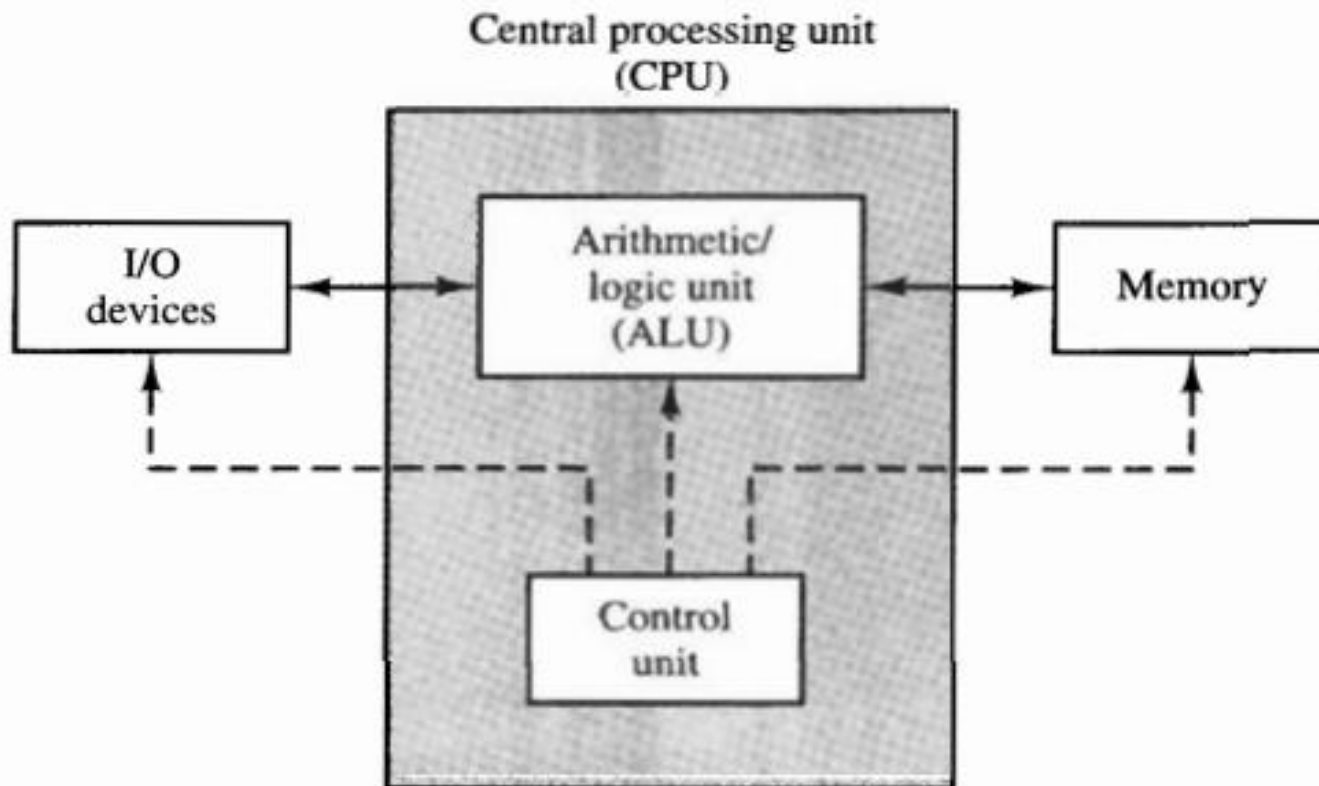 Central processing unit
(CPU)
I/O
devices
Arithmetic/
logic unit
(ALU)
Memory
Control
unit